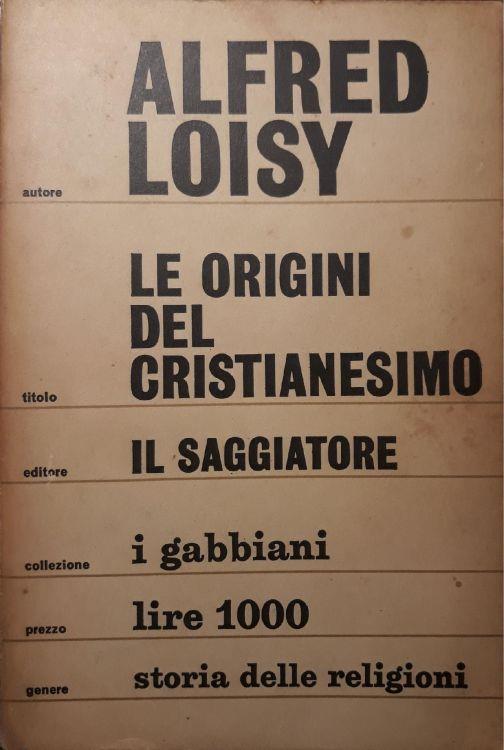 ALFRED
LOISY
autore
LE ORIGINI
DEL
CRISTIANESIMO
titolo
IL SAGGIATORE
editore
i gabbiani
collezione
lire 1000
prezzo
storia delle religioni
genere